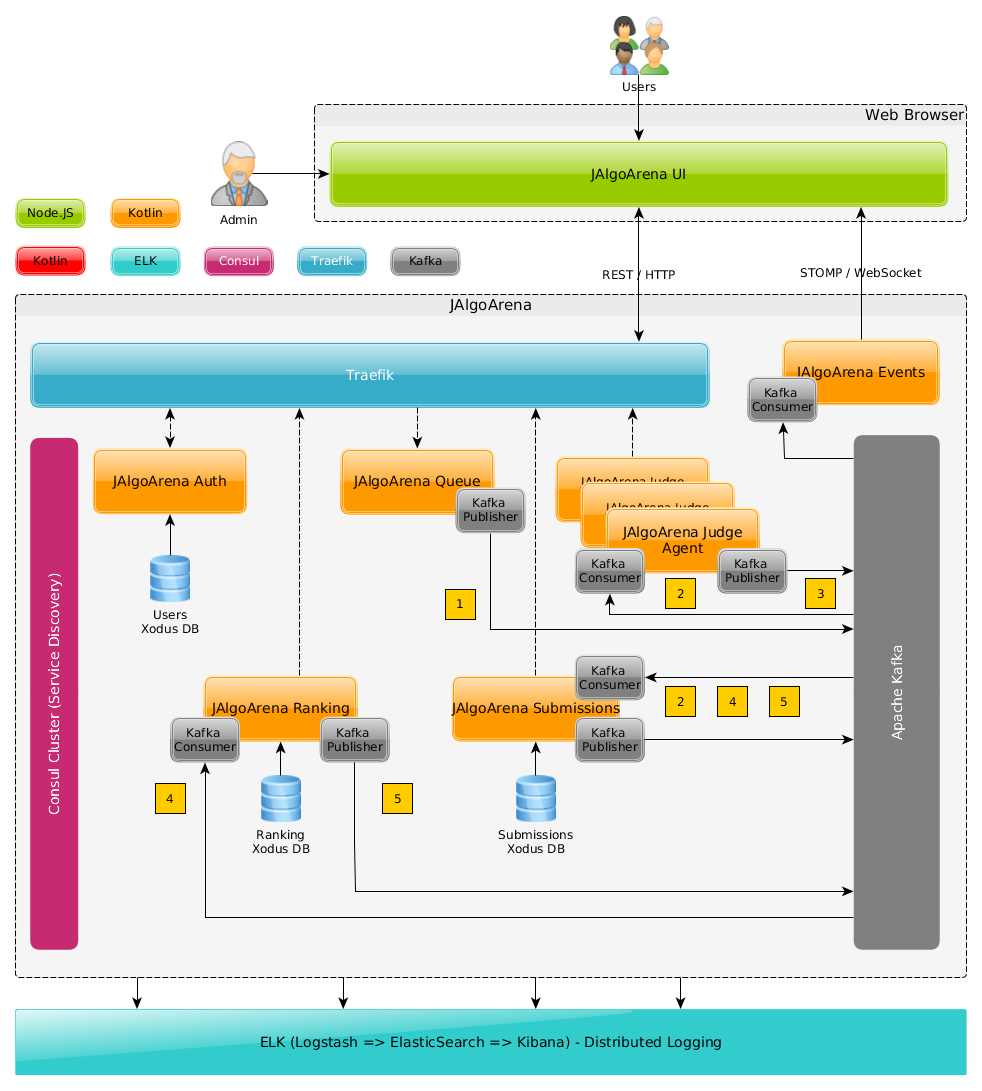 Users
Web Browser
JAlgoArena UI
Admin
Node.JS
Kotlin
Kotlin
ELK
Consul
Traefik
Kafka
REST / HTTP
STOMP / WebSocket
JAlgoArena
Traefik
JAlgoArena Events
Kafka
Consumer
JAlgoArena Auth
JAlgoArena Queue
Kafka
Publisher
JAlgoArena Judge
JAlgoArena Judge
JAlgoArena Judge
Agent
Kafka
Consumer
Kafka
Publisher
1
2
3
Users
Xodus DB
Consul Cluster (Service Discovery)
Apache Kafka
Kafka
Consumer
JAlgoArena Ranking
JAlgoArena Submissions
2
4
5
Kafka
Consumer
Kafka
Publisher
Kafka
Publisher
4
5
Ranking
Xodus DB
Submissions
Xodus DB
ELK (Logstash => ElasticSearch => Kibana) - Distributed Logging